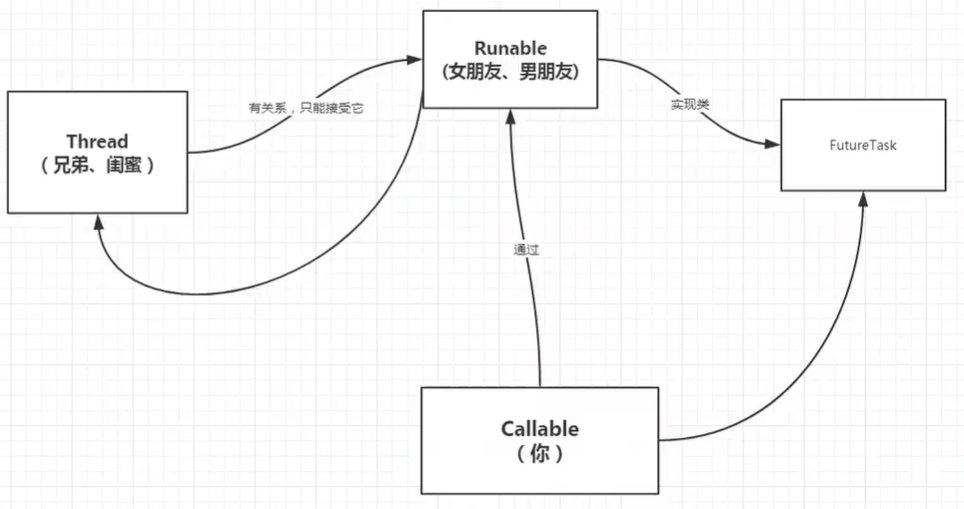 Runable
(女朋友、男朋友)
有关系，只能接受它
实现类
Thread
（兄弟、闺蜜）
FutureTask
通过
Callable
（你）